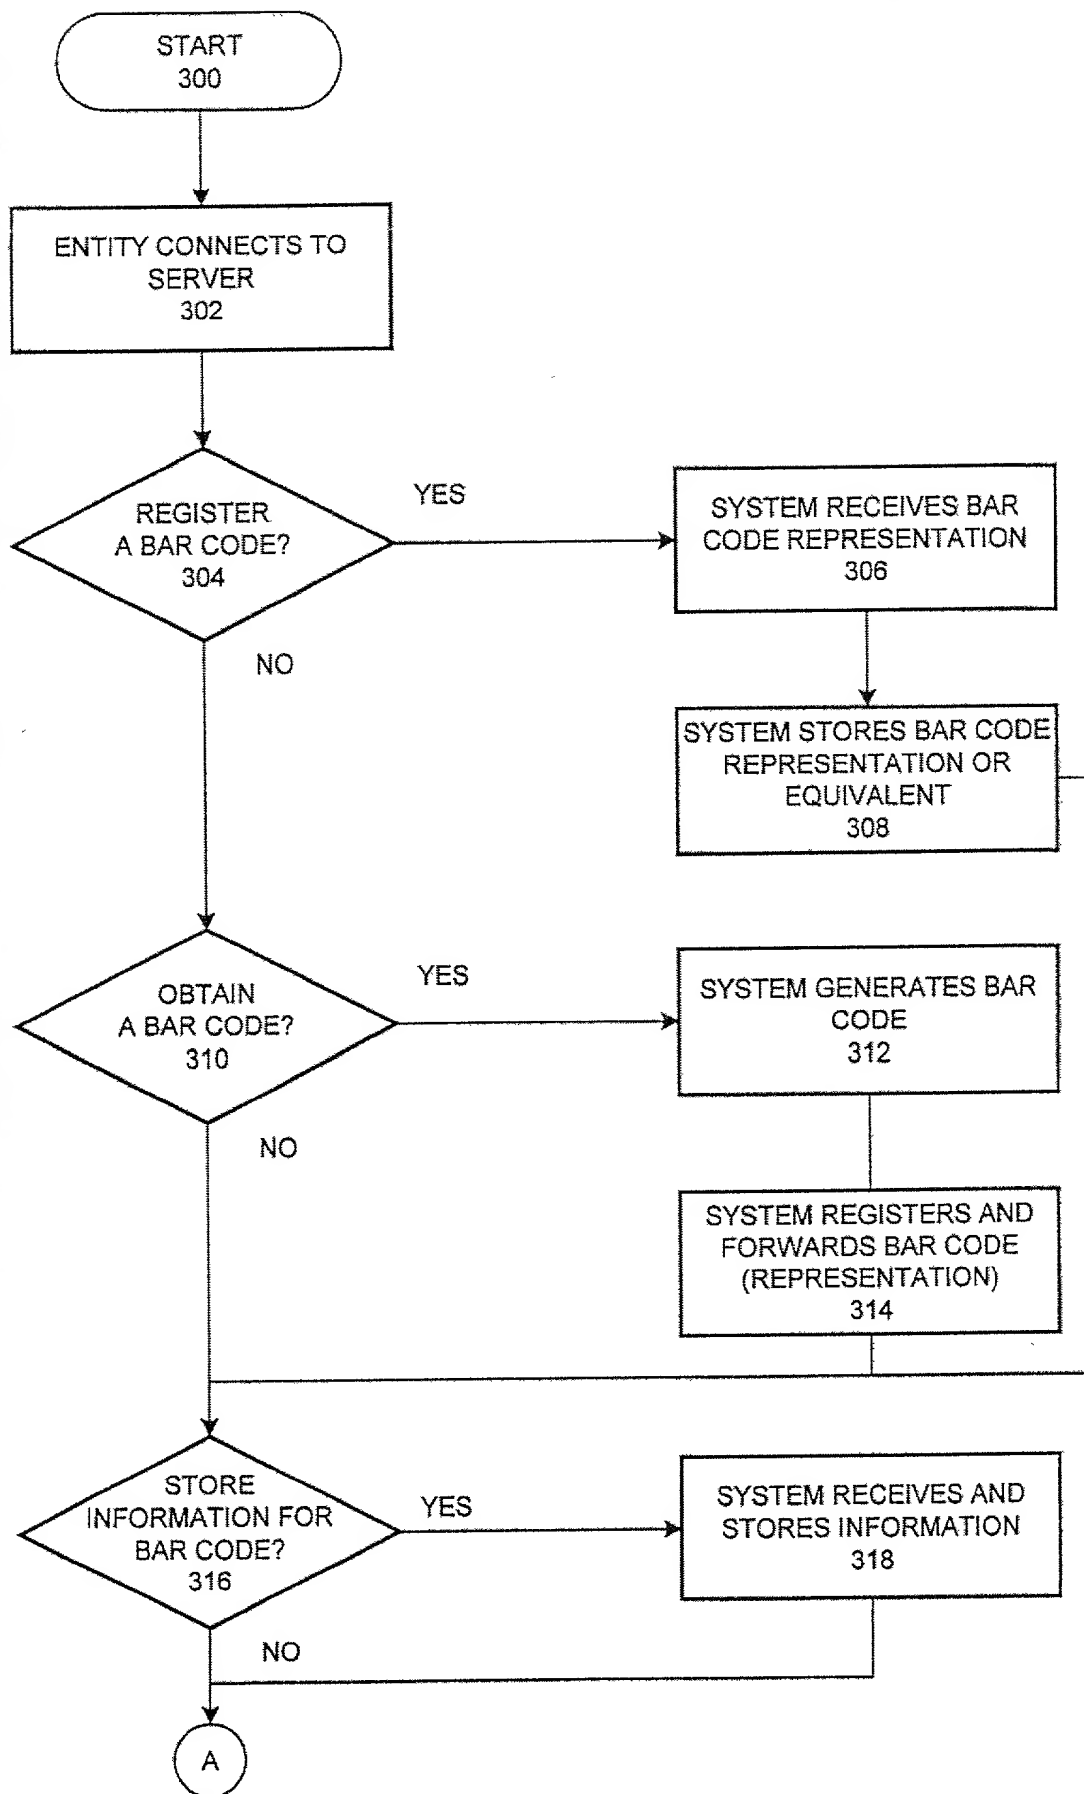 START
300
ENTITY CONNECTS TO
SERVER
302
REGISTER
A BAR CODE?
304
YES
NO
SYSTEM RECEIVES BAR
CODE REPRESENTATION
306
SYSTEM STORES BAR CODE
REPRESENTATION OR
EQUIVALENT
308
OBTAIN
A BAR CODE?
310
YES
NO
SYSTEM GENERATES BAR
CODE
312
SYSTEM REGISTERS AND
FORWARDS BAR CODE
(REPRESENTATION)
314
STORE
INFORMATION FOR
BAR CODE?
316
YES
NO
SYSTEM RECEIVES AND
STORES INFORMATION
318
A